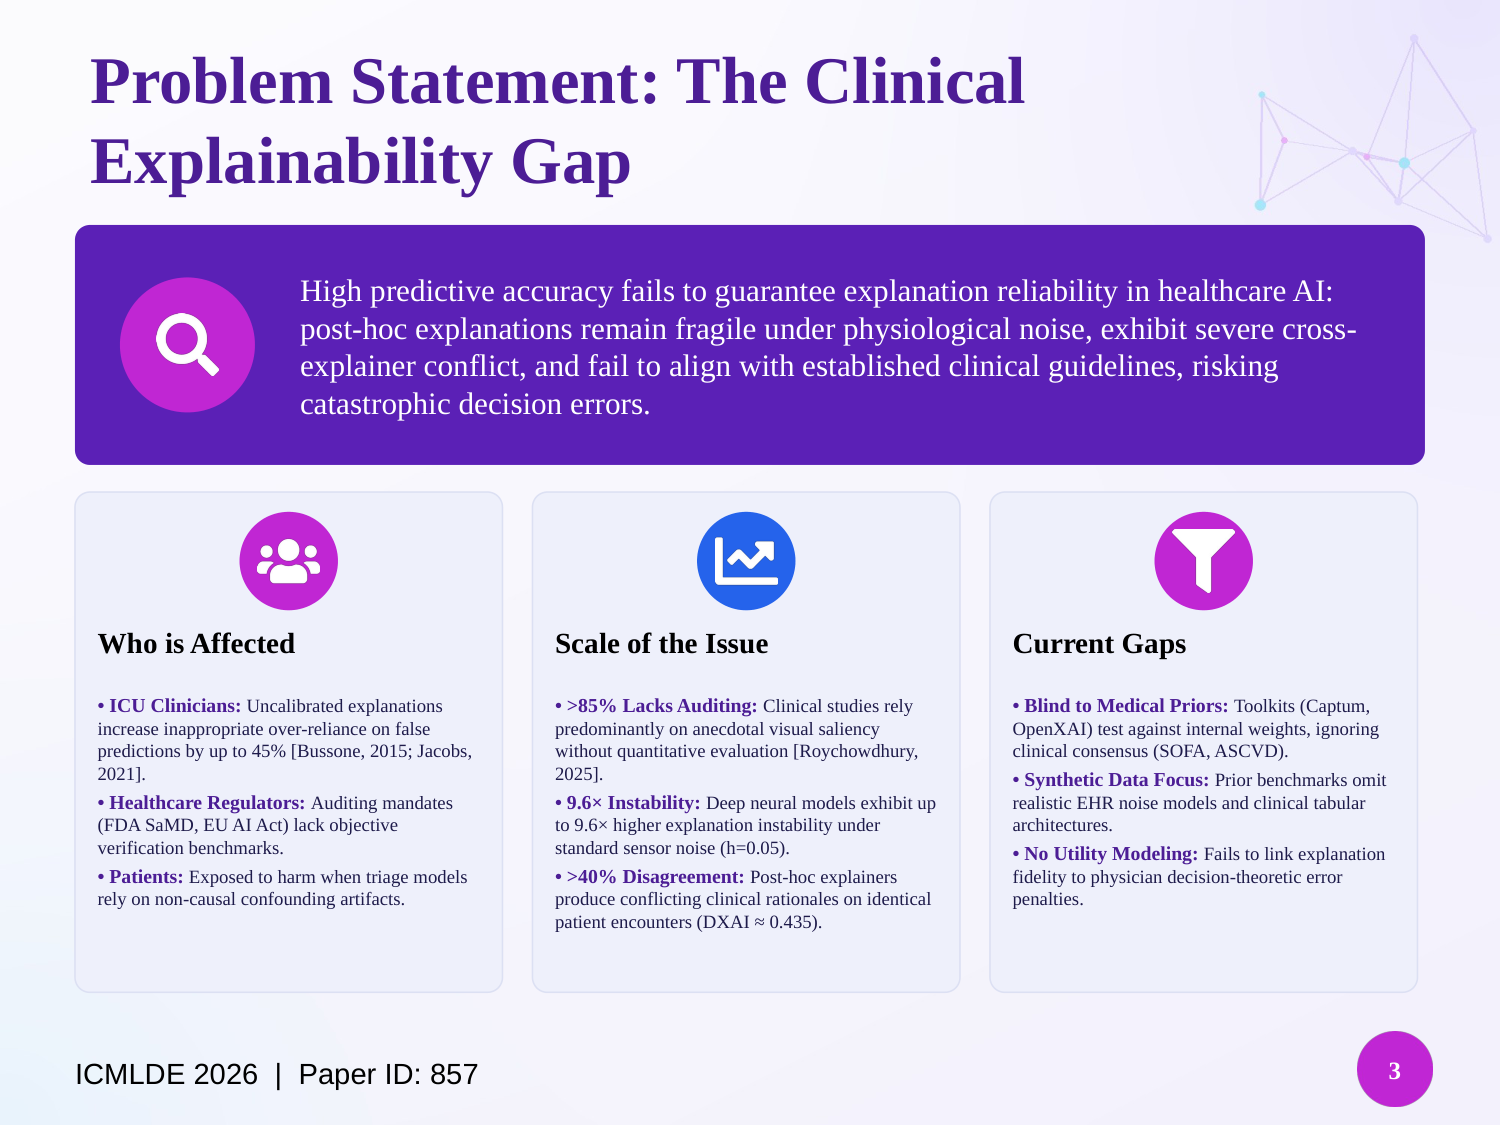 Problem Statement: The Clinical
Explainability Gap
High predictive accuracy fails to guarantee explanation reliability in healthcare AI:
post-hoc explanations remain fragile under physiological noise, exhibit severe cross-
explainer conflict, and fail to align with established clinical guidelines, risking
catastrophic decision errors.
Who is Affected
• ICU Clinicians: Uncalibrated explanations
increase inappropriate over-reliance on false
predictions by up to 45% [Bussone, 2015; Jacobs,
2021].
• Healthcare Regulators: Auditing mandates
(FDA SaMD, EU AI Act) lack objective
verification benchmarks.
• Patients: Exposed to harm when triage models
rely on non-causal confounding artifacts.
Scale of the Issue
• >85% Lacks Auditing: Clinical studies rely
predominantly on anecdotal visual saliency
without quantitative evaluation [Roychowdhury,
2025].
• 9.6× Instability: Deep neural models exhibit up
to 9.6× higher explanation instability under
standard sensor noise (h=0.05).
• >40% Disagreement: Post-hoc explainers
produce conflicting clinical rationales on identical
patient encounters (DXAI ≈ 0.435).
Current Gaps
• Blind to Medical Priors: Toolkits (Captum,
OpenXAI) test against internal weights, ignoring
clinical consensus (SOFA, ASCVD).
• Synthetic Data Focus: Prior benchmarks omit
realistic EHR noise models and clinical tabular
architectures.
• No Utility Modeling: Fails to link explanation
fidelity to physician decision-theoretic error
penalties.
ICMLDE 2026 | Paper ID: 857
3